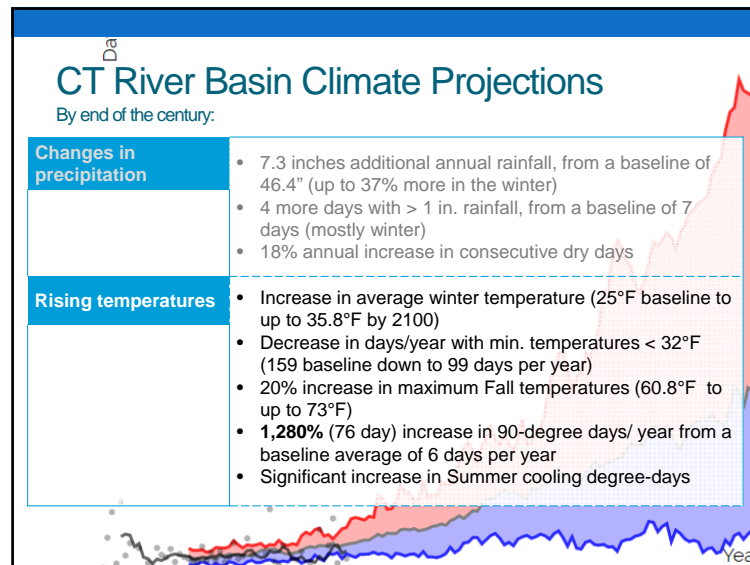 Da
CT River Basin Climate Projections
By end of the century:
Changes in
precipitation
• 7.3 inches additional annual rainfall, from a baseline of
46.4” (up to 37% more in the winter)
• 4 more days with > 1 in. rainfall, from a baseline of 7
days (mostly winter)
• 18% annual increase in consecutive dry days
Rising temperatures
• Increase in average winter temperature (25°F baseline to
up to 35.8°F by 2100)
• Decrease in days/year with min. temperatures < 32°F
(159 baseline down to 99 days per year)
• 20% increase in maximum Fall temperatures (60.8°F to
up to 73°F)
• 1,280% (76 day) increase in 90-degree days/ year from a
baseline average of 6 days per year
• Significant increase in Summer cooling degree-days
Yea